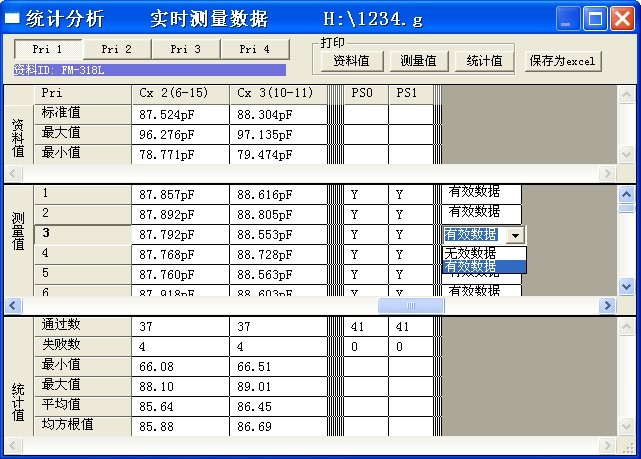 统计分析 实时测量数据 H:\1234.g
Pri 1 Pri 2 Pri 3 Pri 4
打印
资料值 测量值 统计值 保存为excel
资料ID: FM-318L
资料值
Pri Cx 2(6-15) Cx 3(10-11) PS0 PS1
标准值 87.524pF 88.304pF
最大值 96.276pF 97.135pF
最小值 78.771pF 79.474pF
测量值
1 87.857pF 88.616pF Y Y 有效数据
2 87.892pF 88.805pF Y Y 有效数据
3 87.792pF 88.553pF Y Y 有效数据
4 87.768pF 88.728pF Y Y 无效数据
5 87.760pF 88.563pF Y Y 有效数据
6 87.918pF 88.603pF Y Y 有效数据
统计值
通过数 37 37 41 41
失败数 4 4 0 0
最小值 66.08 66.51
最大值 88.10 89.01
平均值 85.64 86.45
均方根值 85.88 86.69